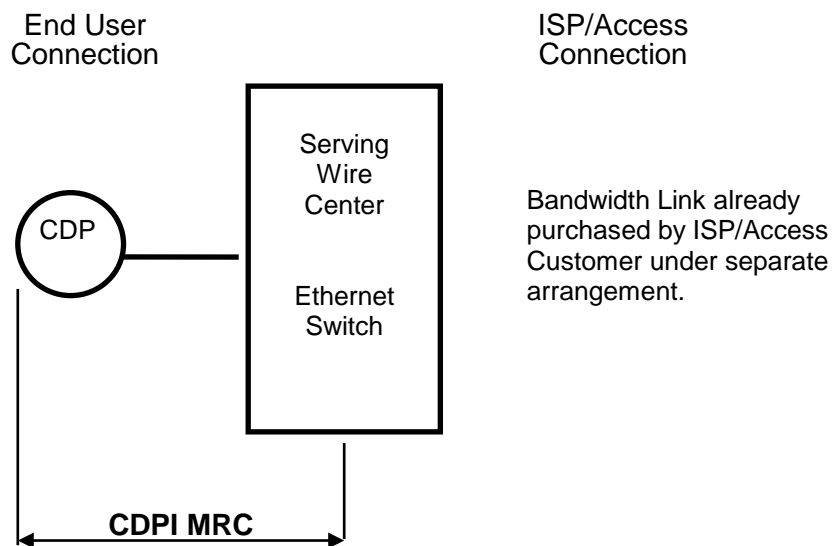 End User
Connection
ISP/Access
Connection
Serving
Wire
Center
CDP
Ethernet
Switch
Bandwidth Link already
purchased by ISP/Access
Customer under separate
arrangement.
CDPI MRC